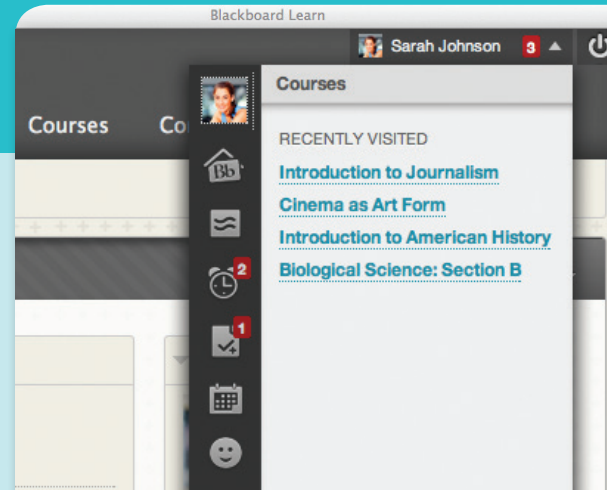 Blackboard Learn
Sarah Johnson 3
Courses
Co
Courses
RECENTLY VISITED
Introduction to Journalism
Cinema as Art Form
Introduction to American History
Biological Science: Section B
Bb
2
1